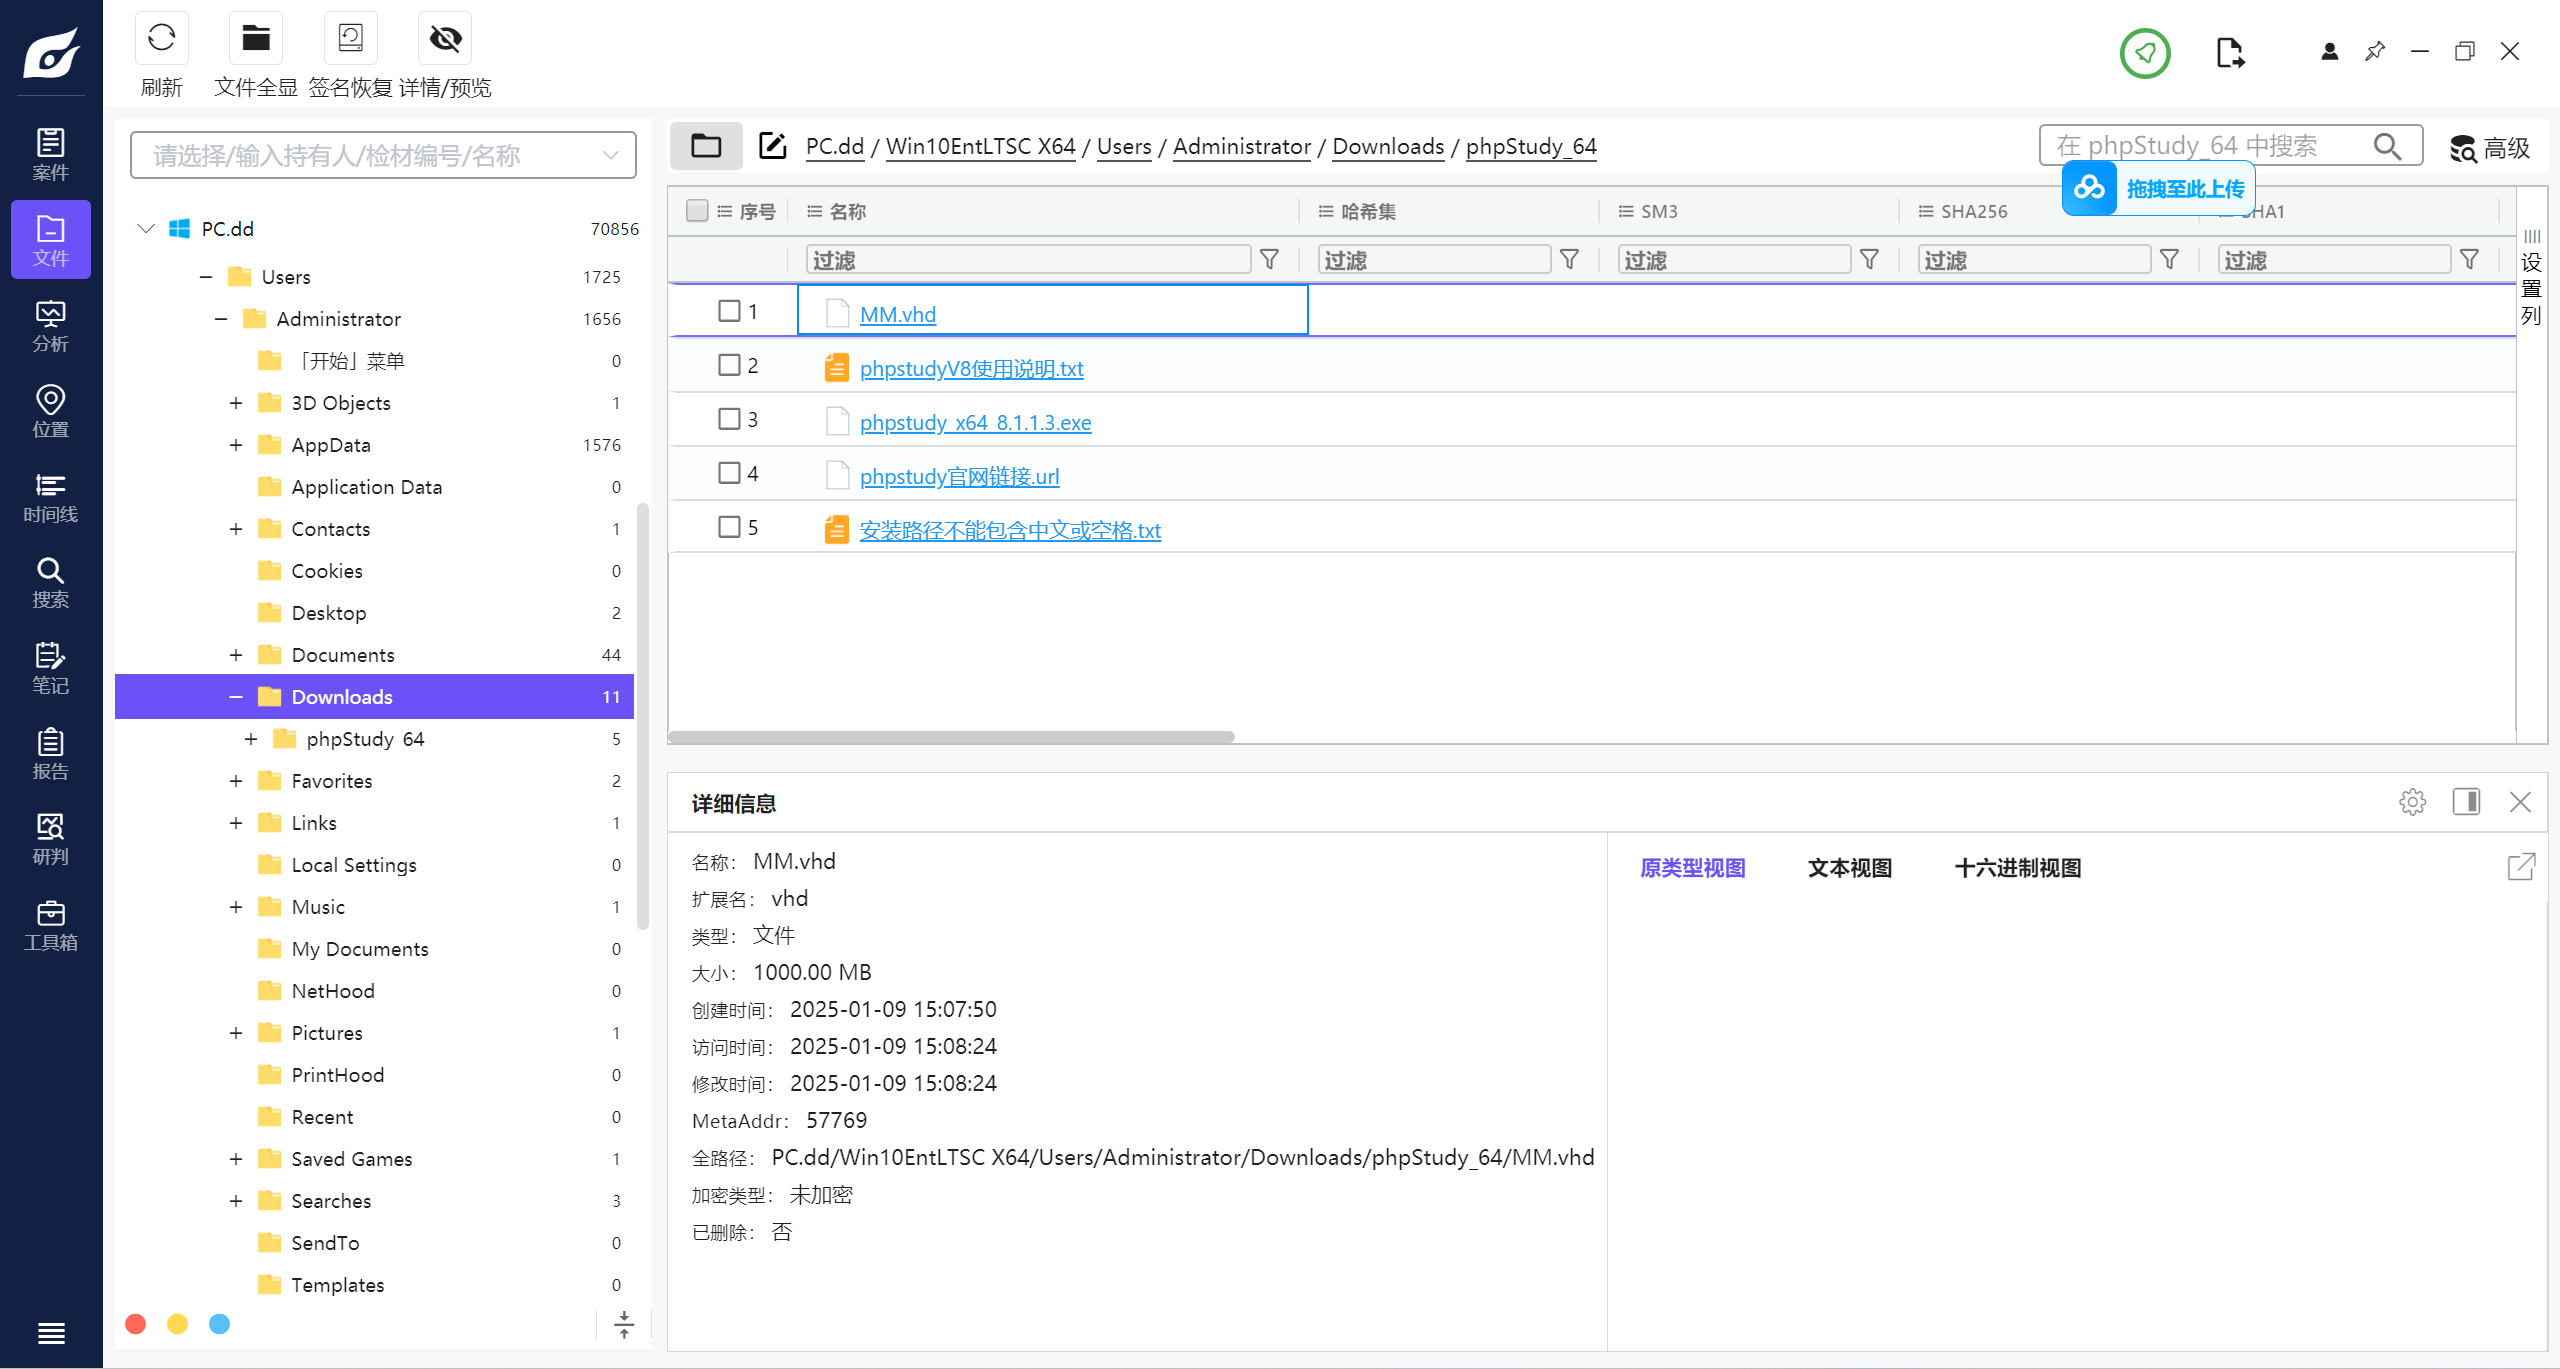 刷新
文件全显
签名恢复
详情/预览
案件
文件
分析
位置
时间线
搜索
笔记
报告
研判
工具箱
请选择/输入持有人/检材编号/名称
PC.dd 70856
Users 1725
Administrator 1656
「开始」菜单 0
3D Objects 1
AppData 1576
Application Data 0
Contacts 1
Cookies 0
Desktop 2
Documents 44
Downloads 11
phpStudy_64 5
Favorites 2
Links 1
Local Settings 0
Music 1
My Documents 0
NetHood 0
Pictures 1
PrintHood 0
Recent 0
Saved Games 1
Searches 3
SendTo 0
Templates 0
PC.dd / Win10EntLTSC X64 / Users / Administrator / Downloads / phpStudy_64
在 phpStudy_64 中搜索
高级
拖拽至此上传
序号 名称 哈希集 SM3 SHA256 SHA1
过滤 过滤 过滤 过滤 过滤
1 MM.vhd
2 phpstudyV8使用说明.txt
3 phpstudy_x64_8.1.1.3.exe
4 phpstudy官网链接.url
5 安装路径不能包含中文或空格.txt
设置列
详细信息
名称： MM.vhd
扩展名： vhd
类型： 文件
大小： 1000.00 MB
创建时间： 2025-01-09 15:07:50
访问时间： 2025-01-09 15:08:24
修改时间： 2025-01-09 15:08:24
MetaAddr： 57769
全路径： PC.dd/Win10EntLTSC X64/Users/Administrator/Downloads/phpStudy_64/MM.vhd
加密类型： 未加密
已删除： 否
原类型视图 文本视图 十六进制视图